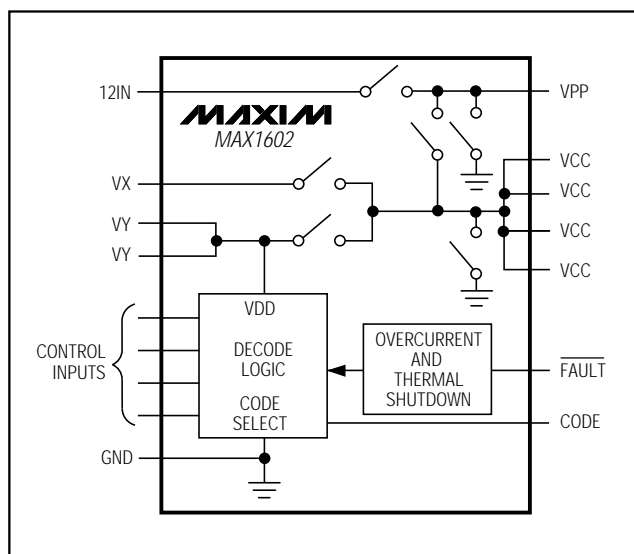 12IN
VPP
MAXIM
MAX1602
VCC
VX
VCC
VY
VCC
VY
VCC
VDD
DECODE
LOGIC
CODE
SELECT
CONTROL
INPUTS
OVERCURRENT
AND
THERMAL
SHUTDOWN
FAULT
CODE
GND